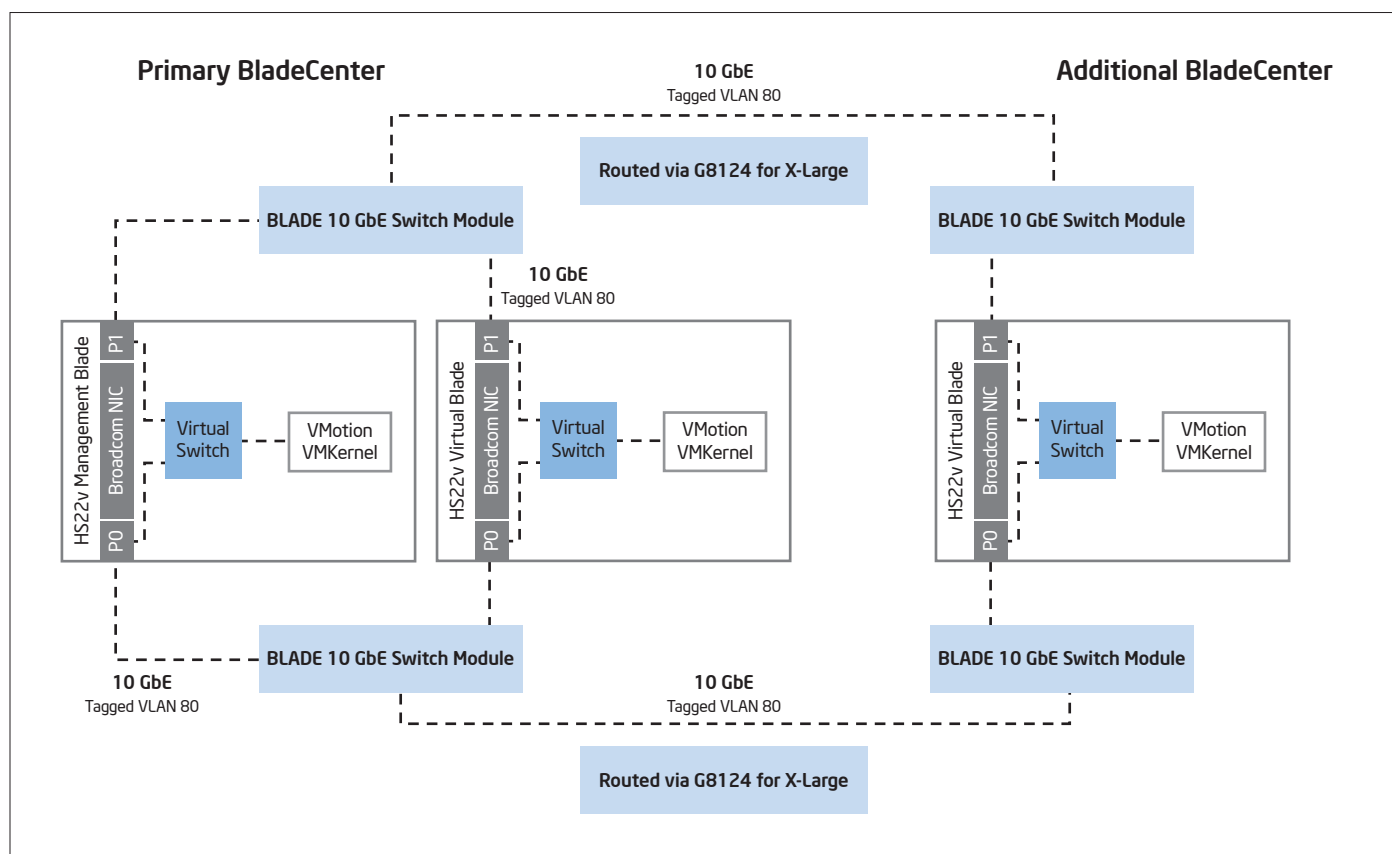 Primary BladeCenter
10 GbE
Tagged VLAN 80
Additional BladeCenter
Routed via G8124 for X-Large
BLADE 10 GbE Switch Module
BLADE 10 GbE Switch Module
10 GbE
Tagged VLAN 80
HS22v Management Blade
P1
Broadcom NIC
P0
Virtual
Switch
VMotion
VMKernel
HS22v Virtual Blade
P1
Broadcom NIC
P0
Virtual
Switch
VMotion
VMKernel
HS22v Virtual Blade
P1
Broadcom NIC
P0
Virtual
Switch
VMotion
VMKernel
BLADE 10 GbE Switch Module
BLADE 10 GbE Switch Module
10 GbE
Tagged VLAN 80
10 GbE
Tagged VLAN 80
Routed via G8124 for X-Large